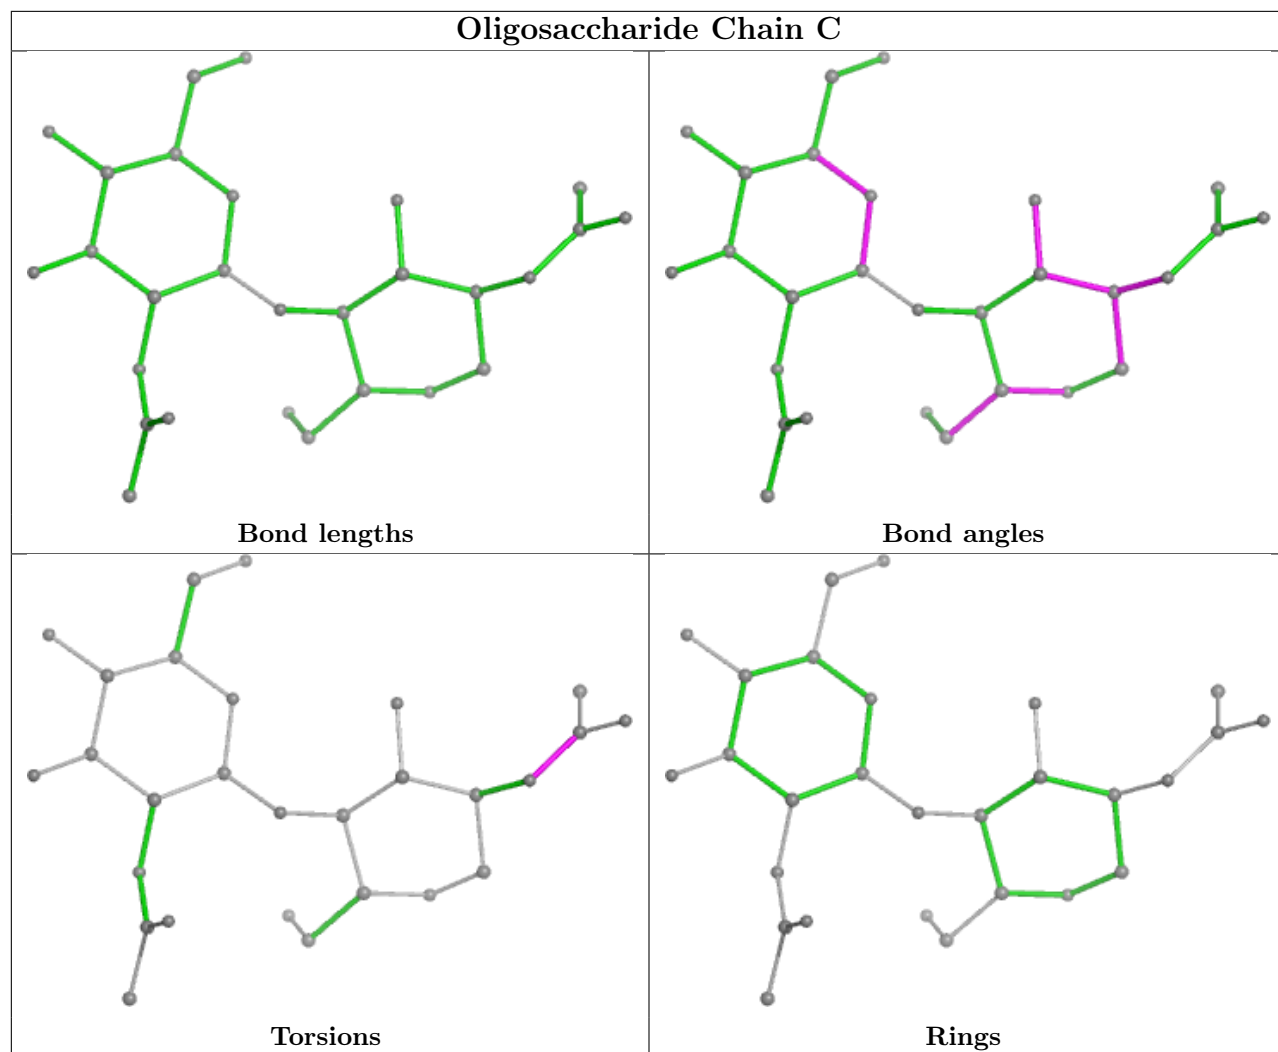 Oligosaccharide Chain C
Bond lengths
Bond angles
Torsions
Rings